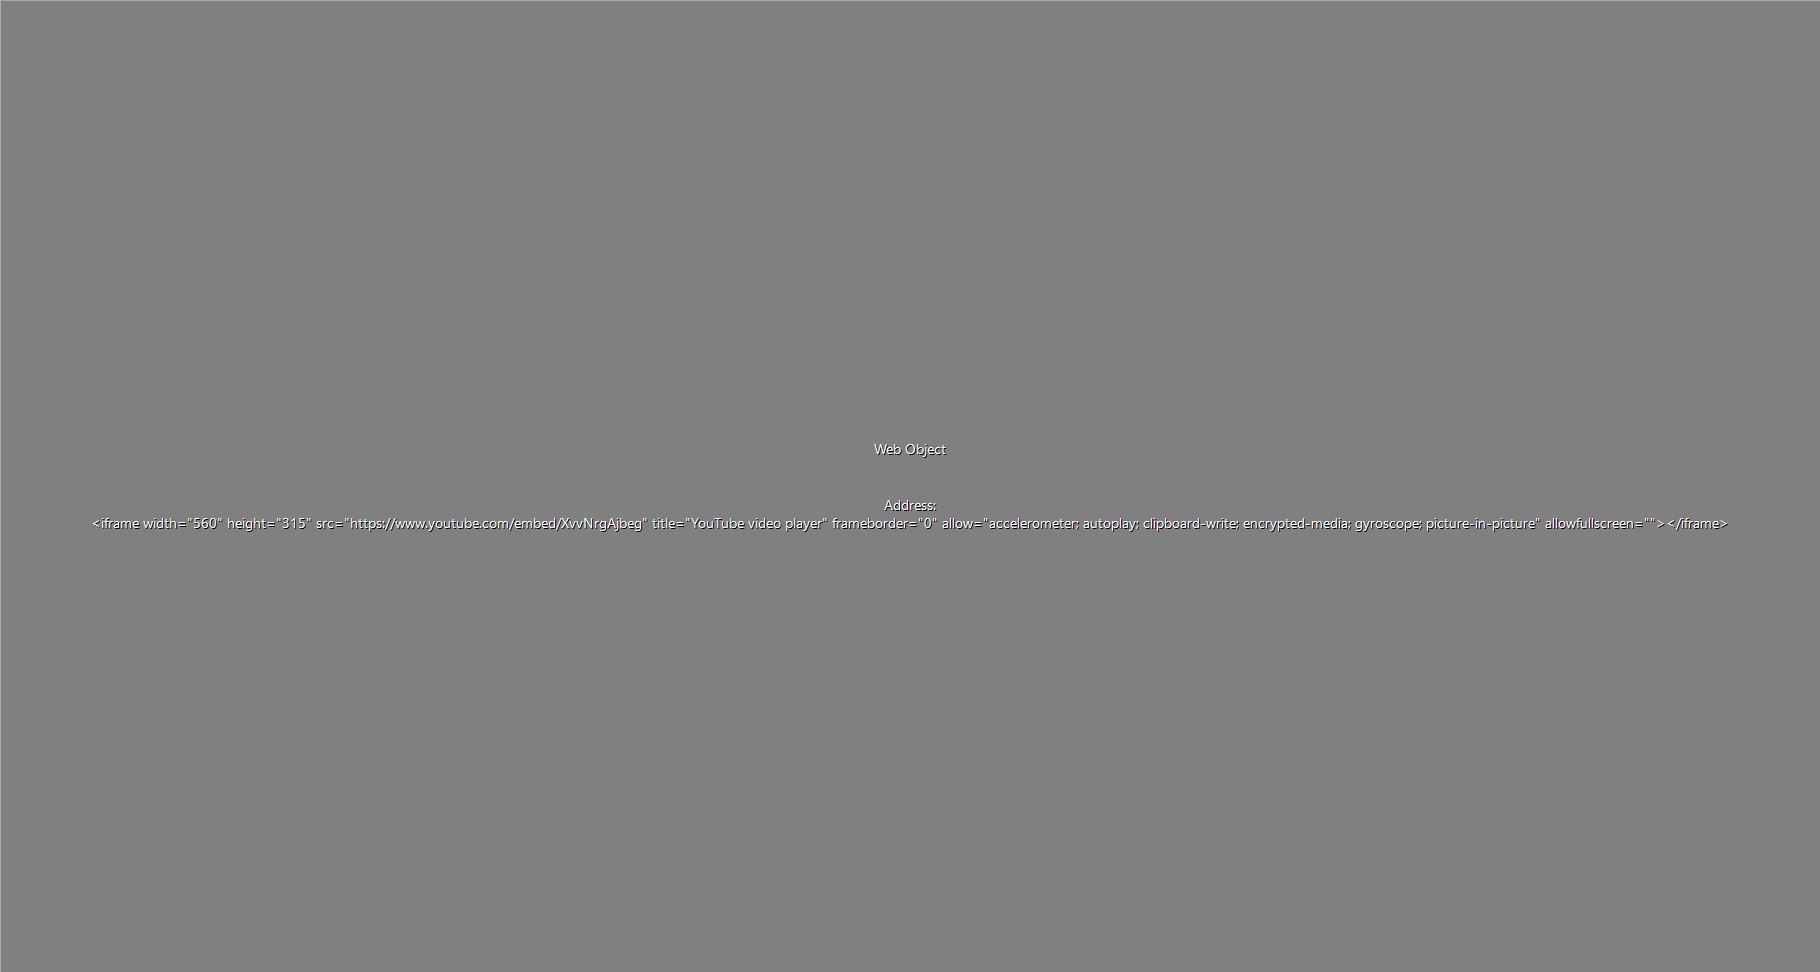 Web Object
Address:
<iframe width="560" height="315" src="https://www.youtube.com/embed/XvvNrgAjbeg" title="YouTube video player" frameborder="0" allow="accelerometer; autoplay; clipboard-write; encrypted-media; gyroscope; picture-in-picture" allowfullscreen=""></iframe>